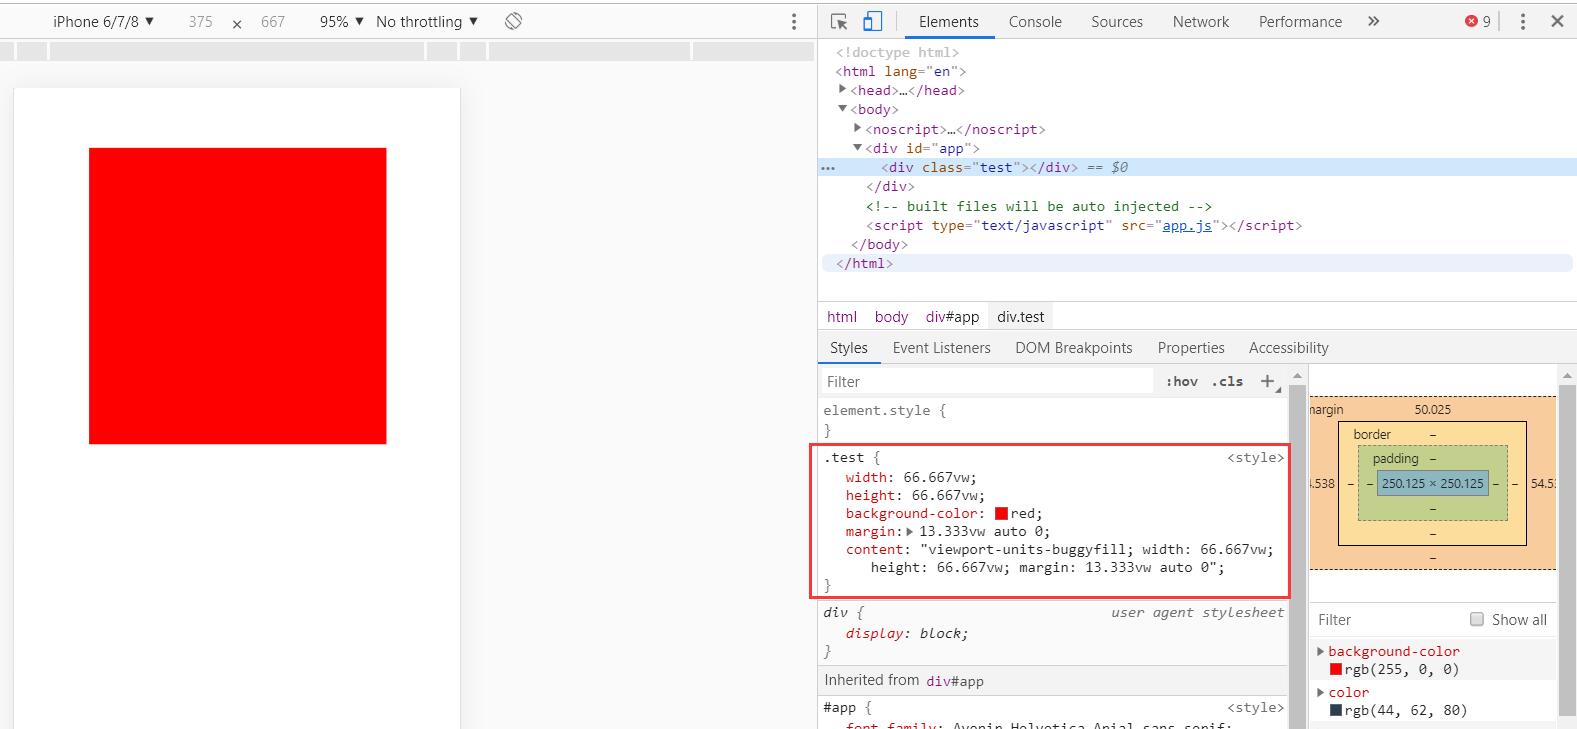 iPhone 6/7/8 ▼ 375 × 667 95% ▼ No throttling ▼
Elements Console Sources Network Performance » 9
<!doctype html>
<html lang="en">
<head>…</head>
<body>
<noscript>…</noscript>
<div id="app">
<div class="test"></div> == $0
</div>
<!-- built files will be auto injected -->
<script type="text/javascript" src="app.js"></script>
</body>
</html>
html body div#app div.test
Styles Event Listeners DOM Breakpoints Properties Accessibility
Filter :hov .cls +
element.style {
}
.test { <style>
width: 66.667vw;
height: 66.667vw;
background-color: red;
margin: 13.333vw auto 0;
content: "viewport-units-buggyfill; width: 66.667vw;
height: 66.667vw; margin: 13.333vw auto 0";
}
div { user agent stylesheet
display: block;
}
Inherited from div#app
#app { <style>
font-family: Avenir,Helvetica,Arial,sans-serif;
margin 50.025
border –
padding –
– – 250.125 × 250.125 – –
–
–
–
Filter Show all
background-color
rgb(255, 0, 0)
color
rgb(44, 62, 80)